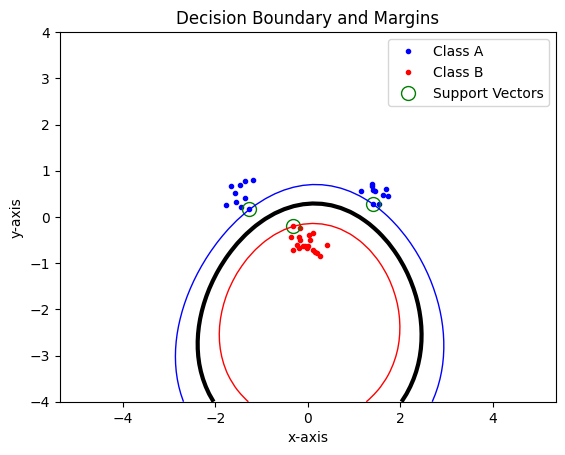 Decision Boundary and Margins
4
3
2
1
0
−1
−2
−3
−4
y-axis
Class A
Class B
Support Vectors
−4
−2
0
2
4
x-axis